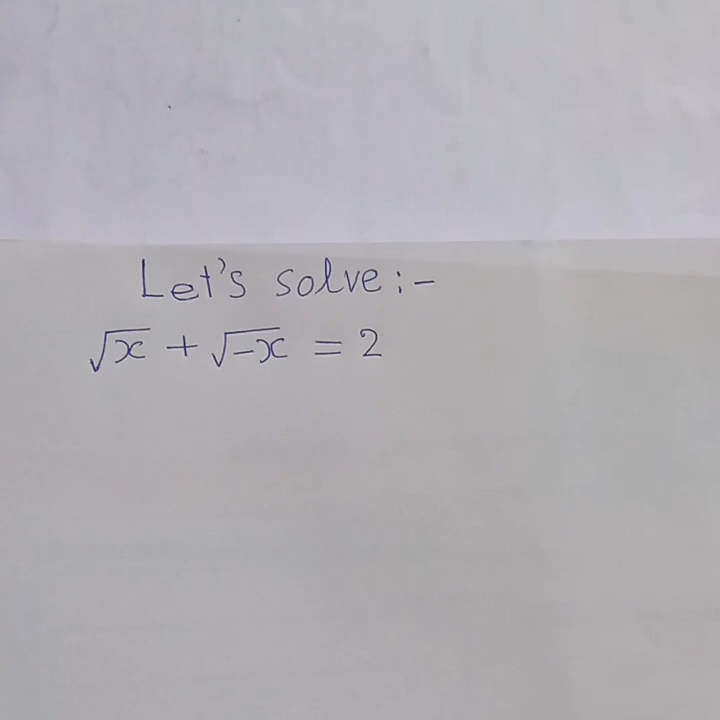 Let's solve:-
√x + √-x = 2